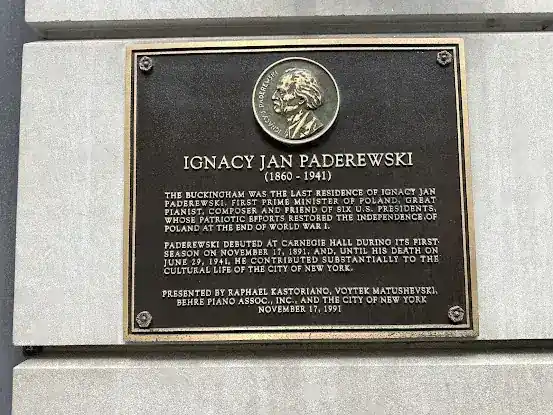 IGNACY JAN PADEREWSKI
IGNACY JAN PADEREWSKI
(1860 - 1941)
THE BUCKINGHAM WAS THE LAST RESIDENCE OF IGNACY JAN
PADEREWSKI, FIRST PRIME MINISTER OF POLAND, GREAT
PIANIST, COMPOSER AND FRIEND OF SIX U.S. PRESIDENTS,
WHOSE PATRIOTIC EFFORTS RESTORED THE INDEPENDENCE OF
POLAND AT THE END OF WORLD WAR I.
PADEREWSKI DEBUTED AT CARNEGIE HALL DURING ITS FIRST
SEASON ON NOVEMBER 17, 1891, AND, UNTIL HIS DEATH ON
JUNE 29, 1941, HE CONTRIBUTED SUBSTANTIALLY TO THE
CULTURAL LIFE OF THE CITY OF NEW YORK.
PRESENTED BY RAPHAEL KASTORIANO, VOYTEK MATUSHEVSKI,
BEHRE PIANO ASSOC., INC., AND THE CITY OF NEW YORK
NOVEMBER 17, 1991